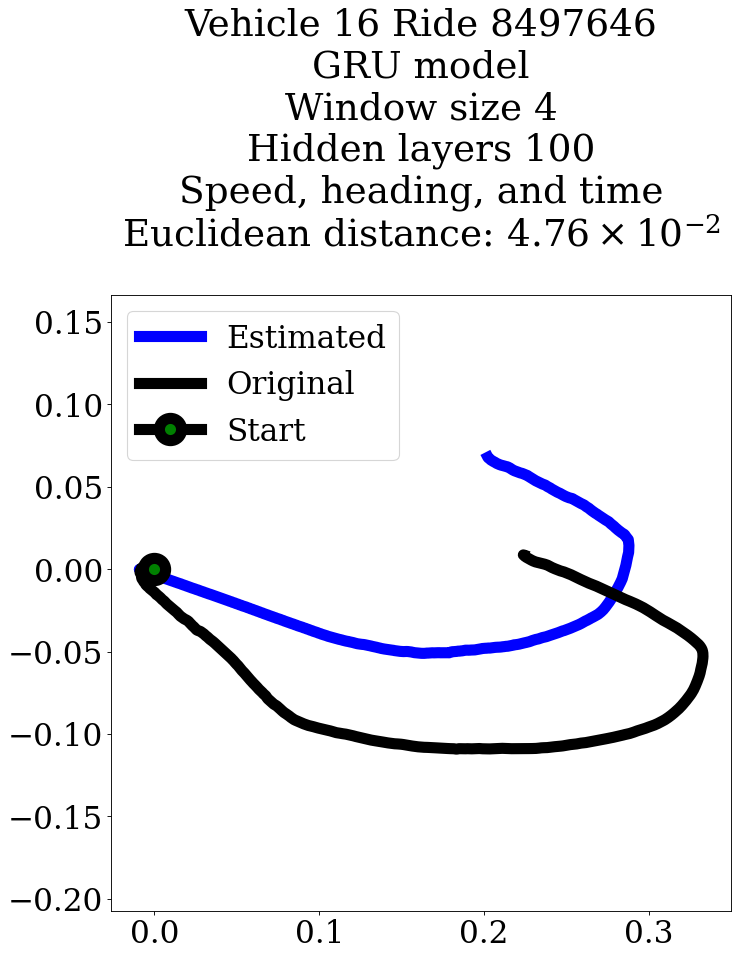 Vehicle 16 Ride 8497646
GRU model
Window size 4
Hidden layers 100
Speed, heading, and time
Euclidean distance: 4.76 × 10⁻²
Estimated
Original
Start
0.15
0.10
0.05
0.00
−0.05
−0.10
−0.15
−0.20
0.0 0.1 0.2 0.3